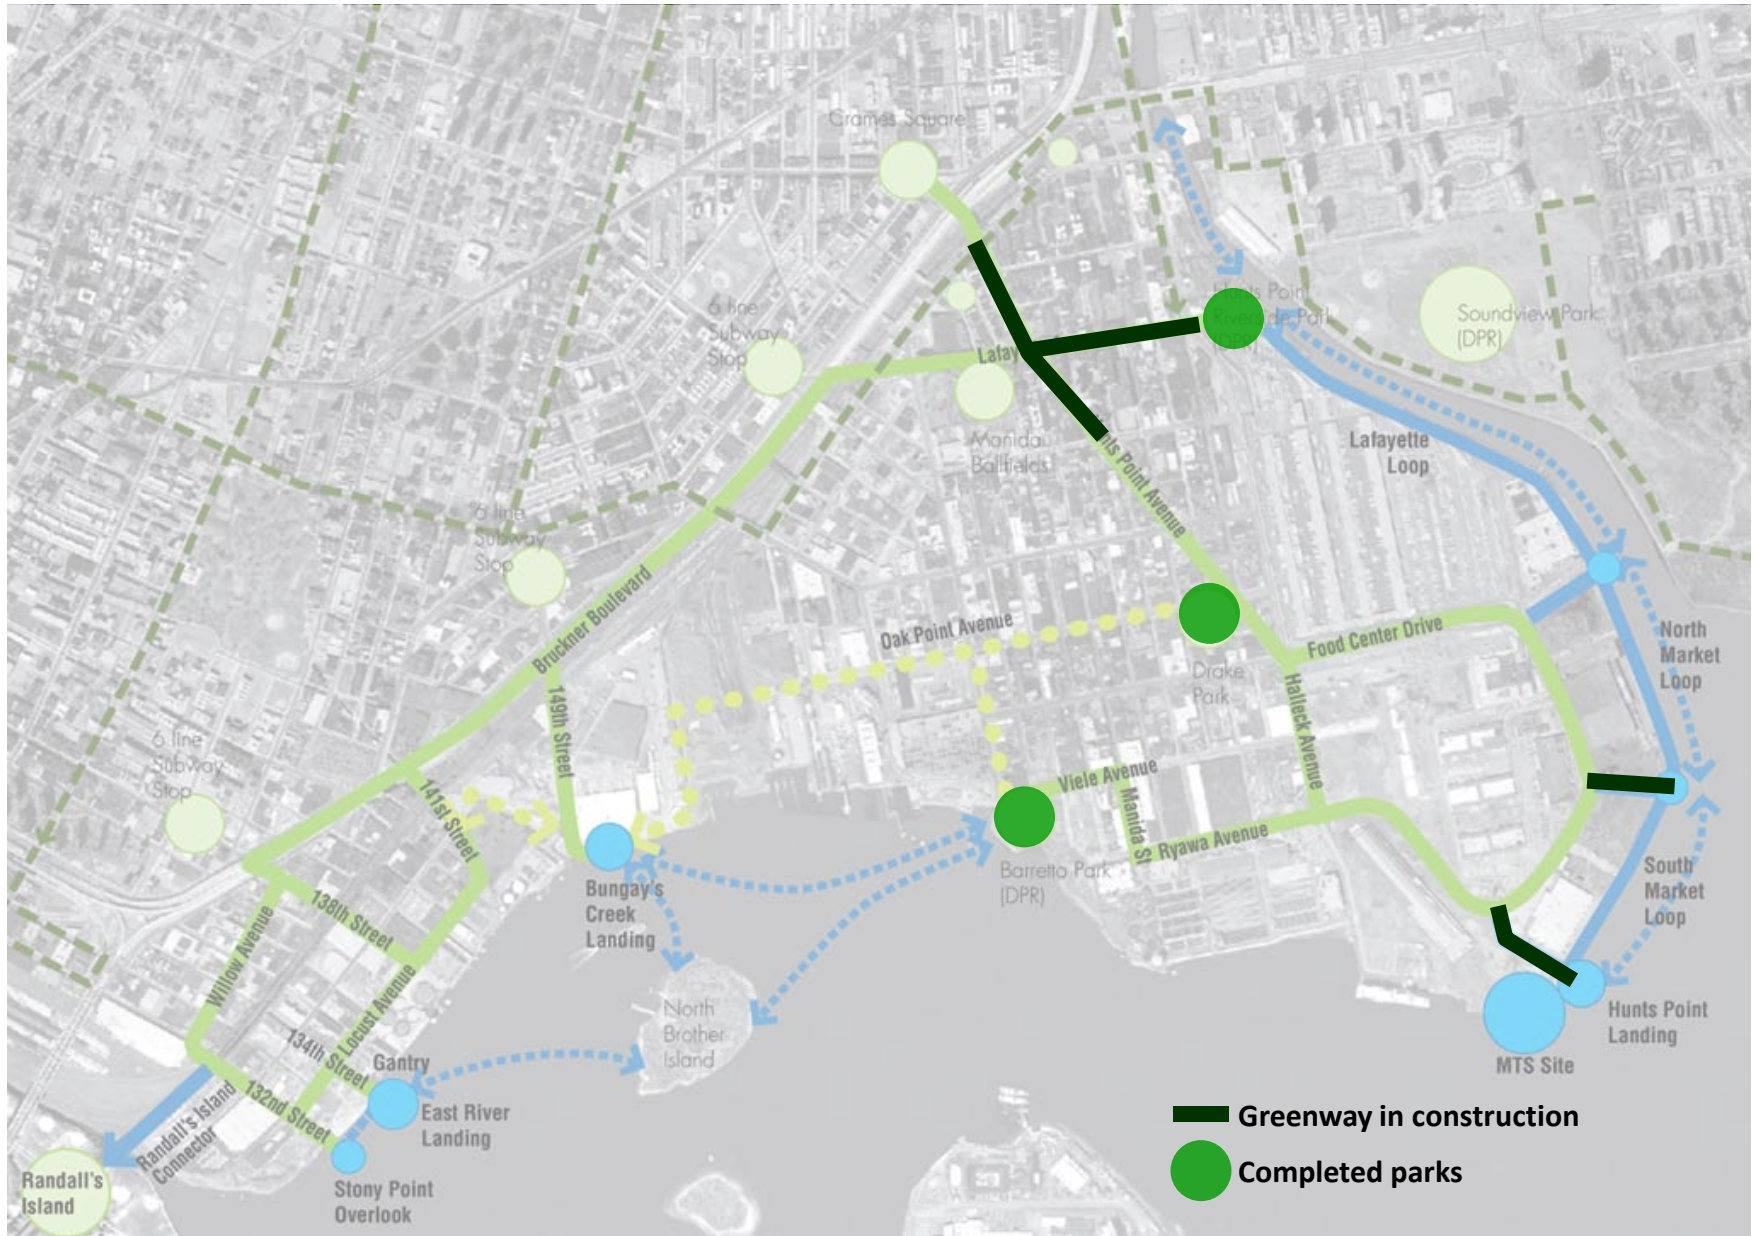 Crames Square
6 line
Subway
Stop
Hunts Point
Riverside Park
(DPR)
Soundview Park
(DPR)
Lafay
Manida
Ballfields
Lafayette
Loop
nts Point Avenue
6 line
Subway
Stop
Bruckner Boulevard
Oak Point Avenue
Food Center Drive
North
Market
Loop
Drake
Park
Halleck Avenue
149th Street
6 line
Subway
Stop
141st Street
Viele Avenue
Manida St
Ryawa Avenue
Barretto Park
(DPR)
South
Market
Loop
Bungay's
Creek
Landing
138th Street
Willow Avenue
Locust Avenue
North
Brother
Island
Hunts Point
Landing
MTS Site
134th Street
Gantry
132nd Street
East River
Landing
Randall's Island
Connector
Randall's
Island
Stony Point
Overlook
Greenway in construction
Completed parks